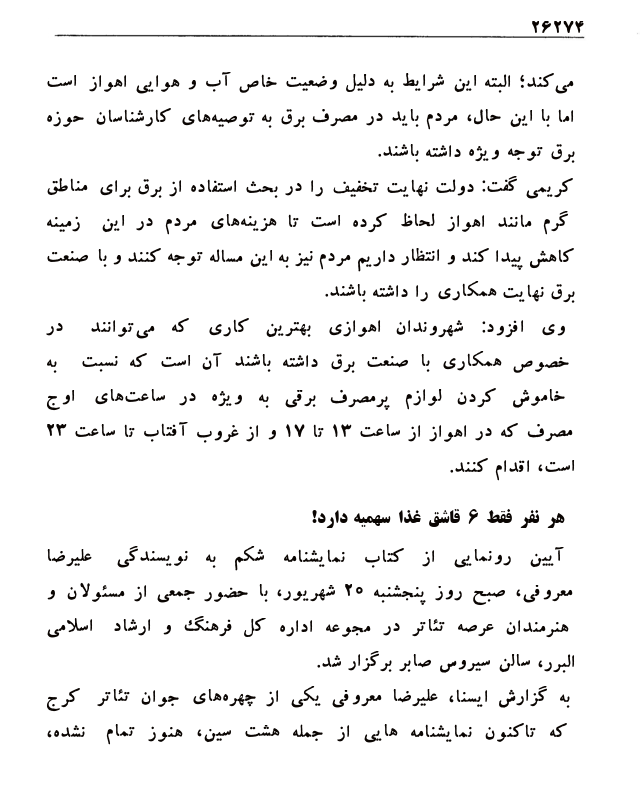 ۲۶۲۷۴
می‌کند؛ البته این شرایط به دلیل وضعیت خاص آب و هوایی اهواز است
اما با این حال، مردم باید در مصرف برق به توصیه‌های کارشناسان حوزه
برق توجه ویژه داشته باشند.
کریمی گفت: دولت نهایت تخفیف را در بحث استفاده از برق برای مناطق
گرم مانند اهواز لحاظ کرده است تا هزینه‌های مردم در این زمینه
کاهش پیدا کند و انتظار داریم مردم نیز به این مساله توجه کنند و با صنعت
برق نهایت همکاری را داشته باشند.
وی افزود: شهروندان اهوازی بهترین کاری که می‌توانند در
خصوص همکاری با صنعت برق داشته باشند آن است که نسبت به
خاموش کردن لوازم پرمصرف برقی به ویژه در ساعت‌های اوج
مصرف که در اهواز از ساعت ۱۳ تا ۱۷ و از غروب آفتاب تا ساعت ۲۳
است، اقدام کنند.
هر نفر فقط ۶ قاشق غذا سهمیه دارد!
آیین رونمایی از کتاب نمایشنامه شکم به نویسندگی علیرضا
معروفی، صبح روز پنجشنبه ۲۰ شهریور، با حضور جمعی از مسئولان و
هنرمندان عرصه تئاتر در مجوعه اداره کل فرهنگ و ارشاد اسلامی
البرز، سالن سیروس صابر برگزار شد.
به گزارش ایسنا، علیرضا معروفی یکی از چهره‌های جوان تئاتر کرج
که تاکنون نمایشنامه هایی از جمله هشت سین، هنوز تمام نشده،